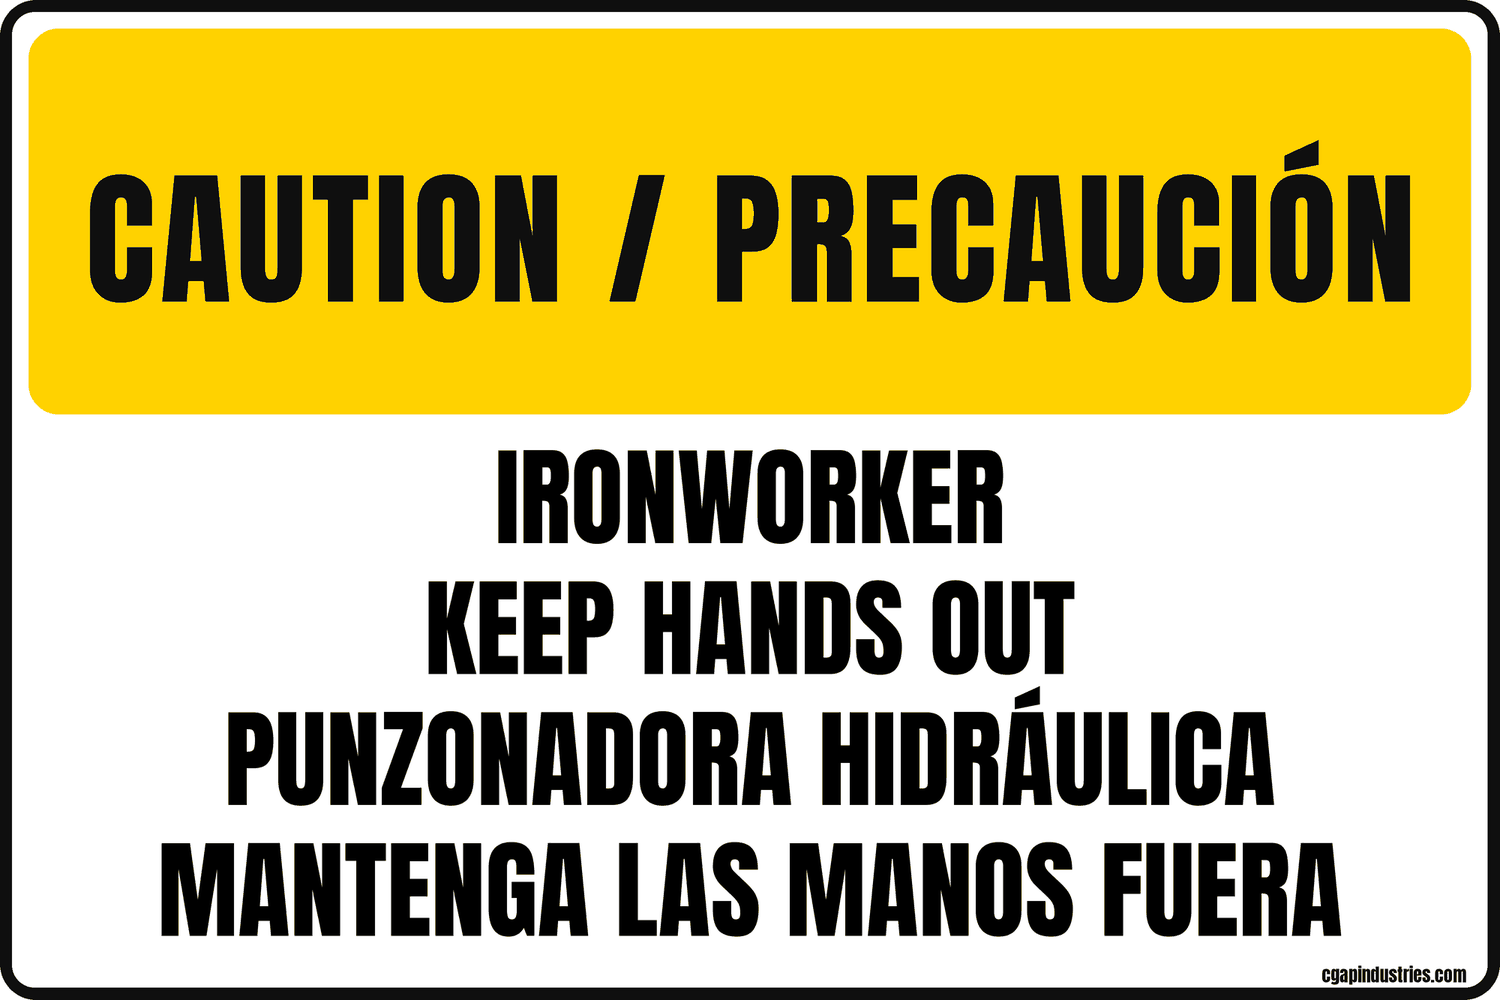 CAUTION / PRECAUCIÓN
IRONWORKER
KEEP HANDS OUT
PUNZONADORA HIDRÁULICA
MANTENGA LAS MANOS FUERA
cgapindustries.com